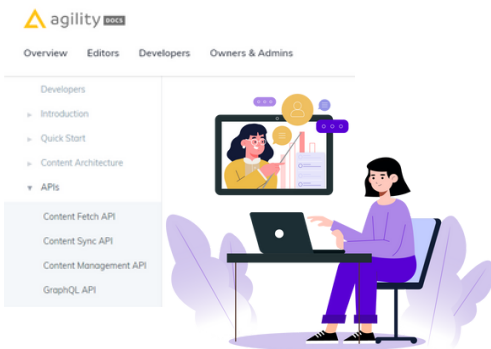 agility DOCS
Overview Editors Developers Owners & Admins
Developers
Introduction
Quick Start
Content Architecture
APIs
Content Fetch API
Content Sync API
Content Management API
GraphQL API